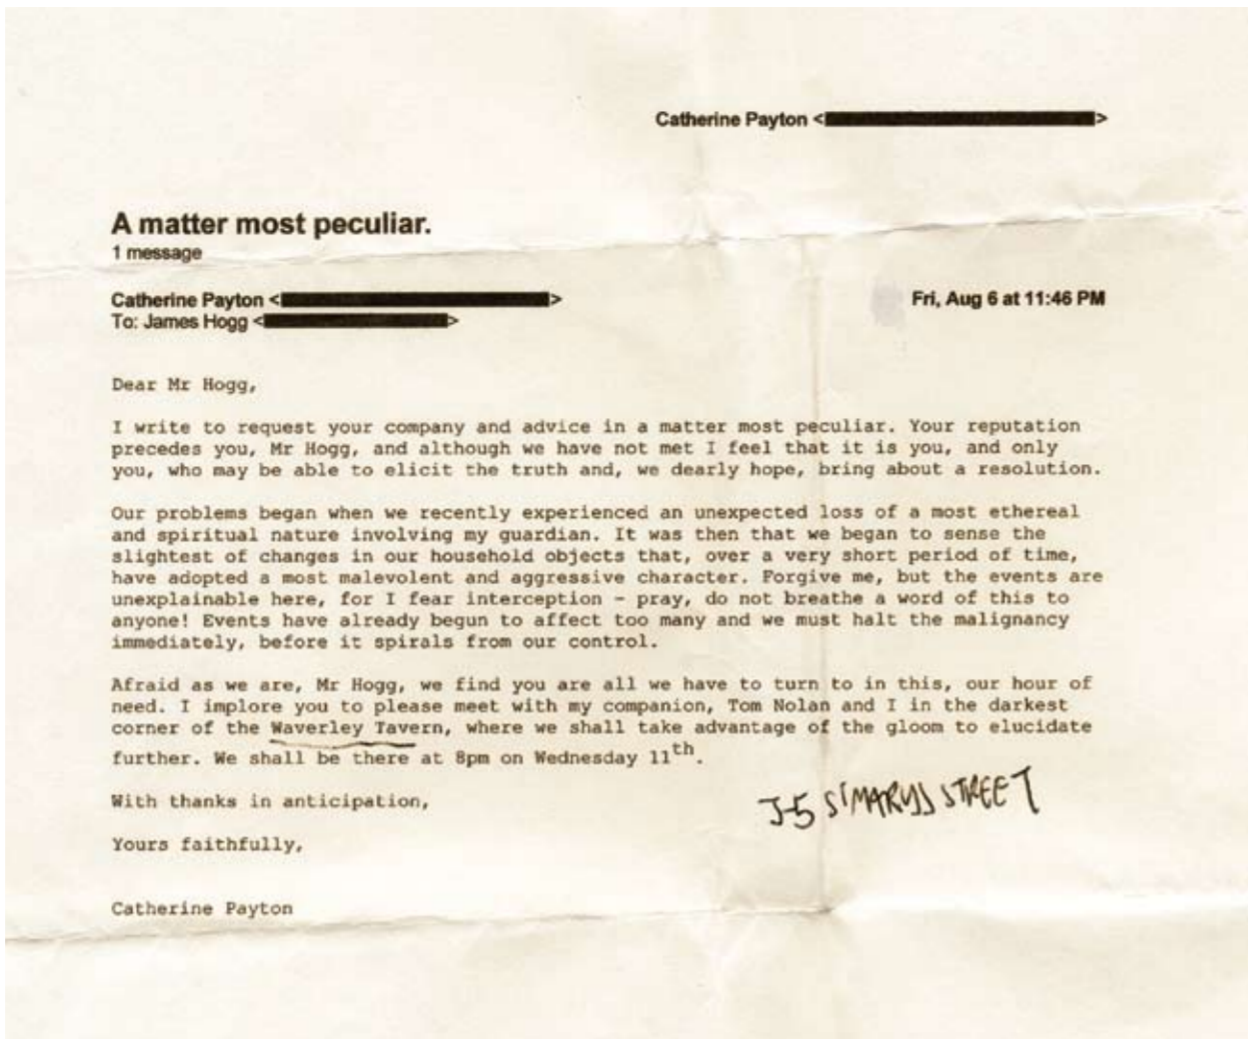 Catherine Payton < >
A matter most peculiar.
1 message
Catherine Payton < >
Fri, Aug 6 at 11:46 PM
To: James Hogg < >
Dear Mr Hogg,
I write to request your company and advice in a matter most peculiar. Your reputation
precedes you, Mr Hogg, and although we have not met I feel that it is you, and only
you, who may be able to elicit the truth and, we dearly hope, bring about a resolution.
Our problems began when we recently experienced an unexpected loss of a most ethereal
and spiritual nature involving my guardian. It was then that we began to sense the
slightest of changes in our household objects that, over a very short period of time,
have adopted a most malevolent and aggressive character. Forgive me, but the events are
unexplainable here, for I fear interception - pray, do not breathe a word of this to
anyone! Events have already begun to affect too many and we must halt the malignancy
immediately, before it spirals from our control.
Afraid as we are, Mr Hogg, we find you are all we have to turn to in this, our hour of
need. I implore you to please meet with my companion, Tom Nolan and I in the darkest
corner of the Waverley Tavern, where we shall take advantage of the gloom to elucidate
further. We shall be there at 8pm on Wednesday 11th.
With thanks in anticipation,
3-5 ST MARYS STREET
Yours faithfully,
Catherine Payton